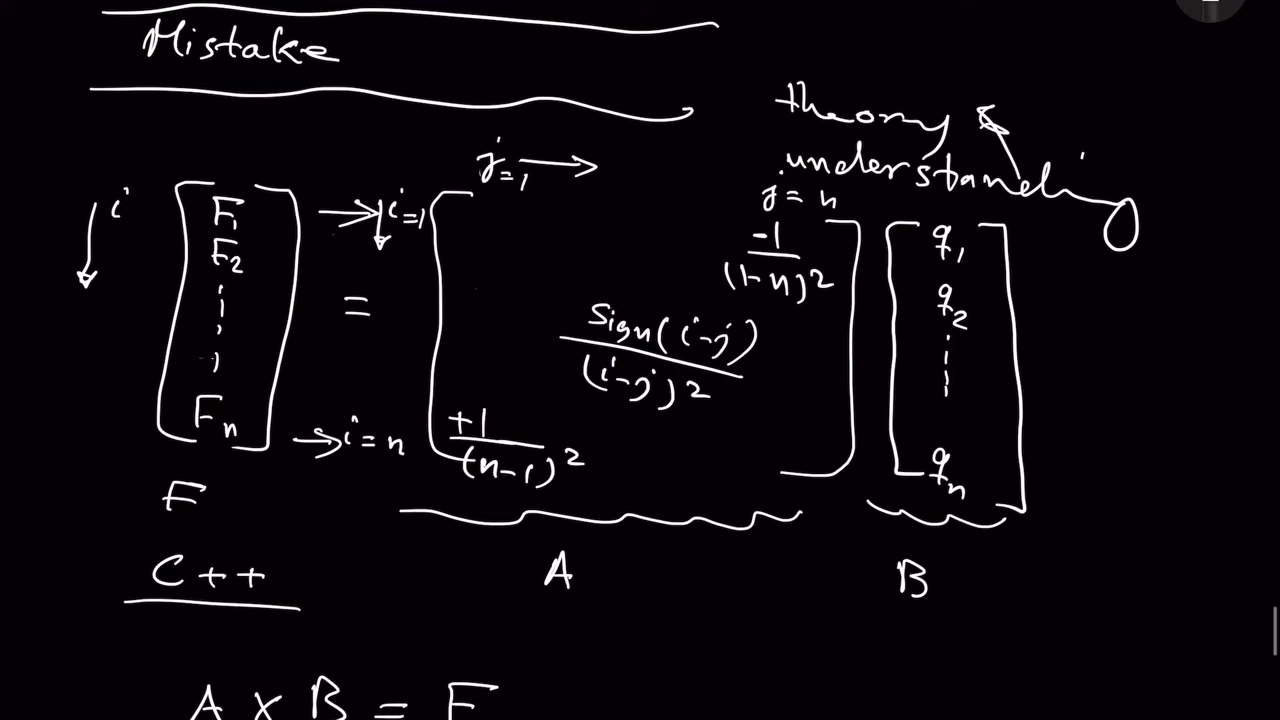 Mistake
theory &
understanding
j=1 →
j = n
i [F1 F2 ⋮ Fn] = [
→ i=1
-1/(1-n)^2
q1
q2
Sign(i-j)/(i-j)^2
→ i = n
+1/(n-1)^2
qn
F
A
B
C++
A × B = F